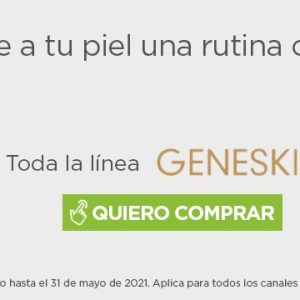 e a tu piel una rutina
Toda la línea GENESKI
QUIERO COMPRAR
o hasta el 31 de mayo de 2021. Aplica para todos los canales